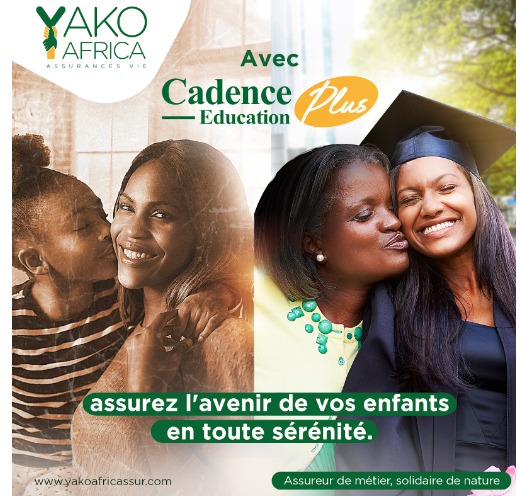 YAKO
AFRICA
ASSURANCES VIE
Avec
Cadence
Education
Plus
assurez l'avenir de vos enfants
en toute sérénité.
www.yakoafricassur.com
Assureur de métier, solidaire de nature